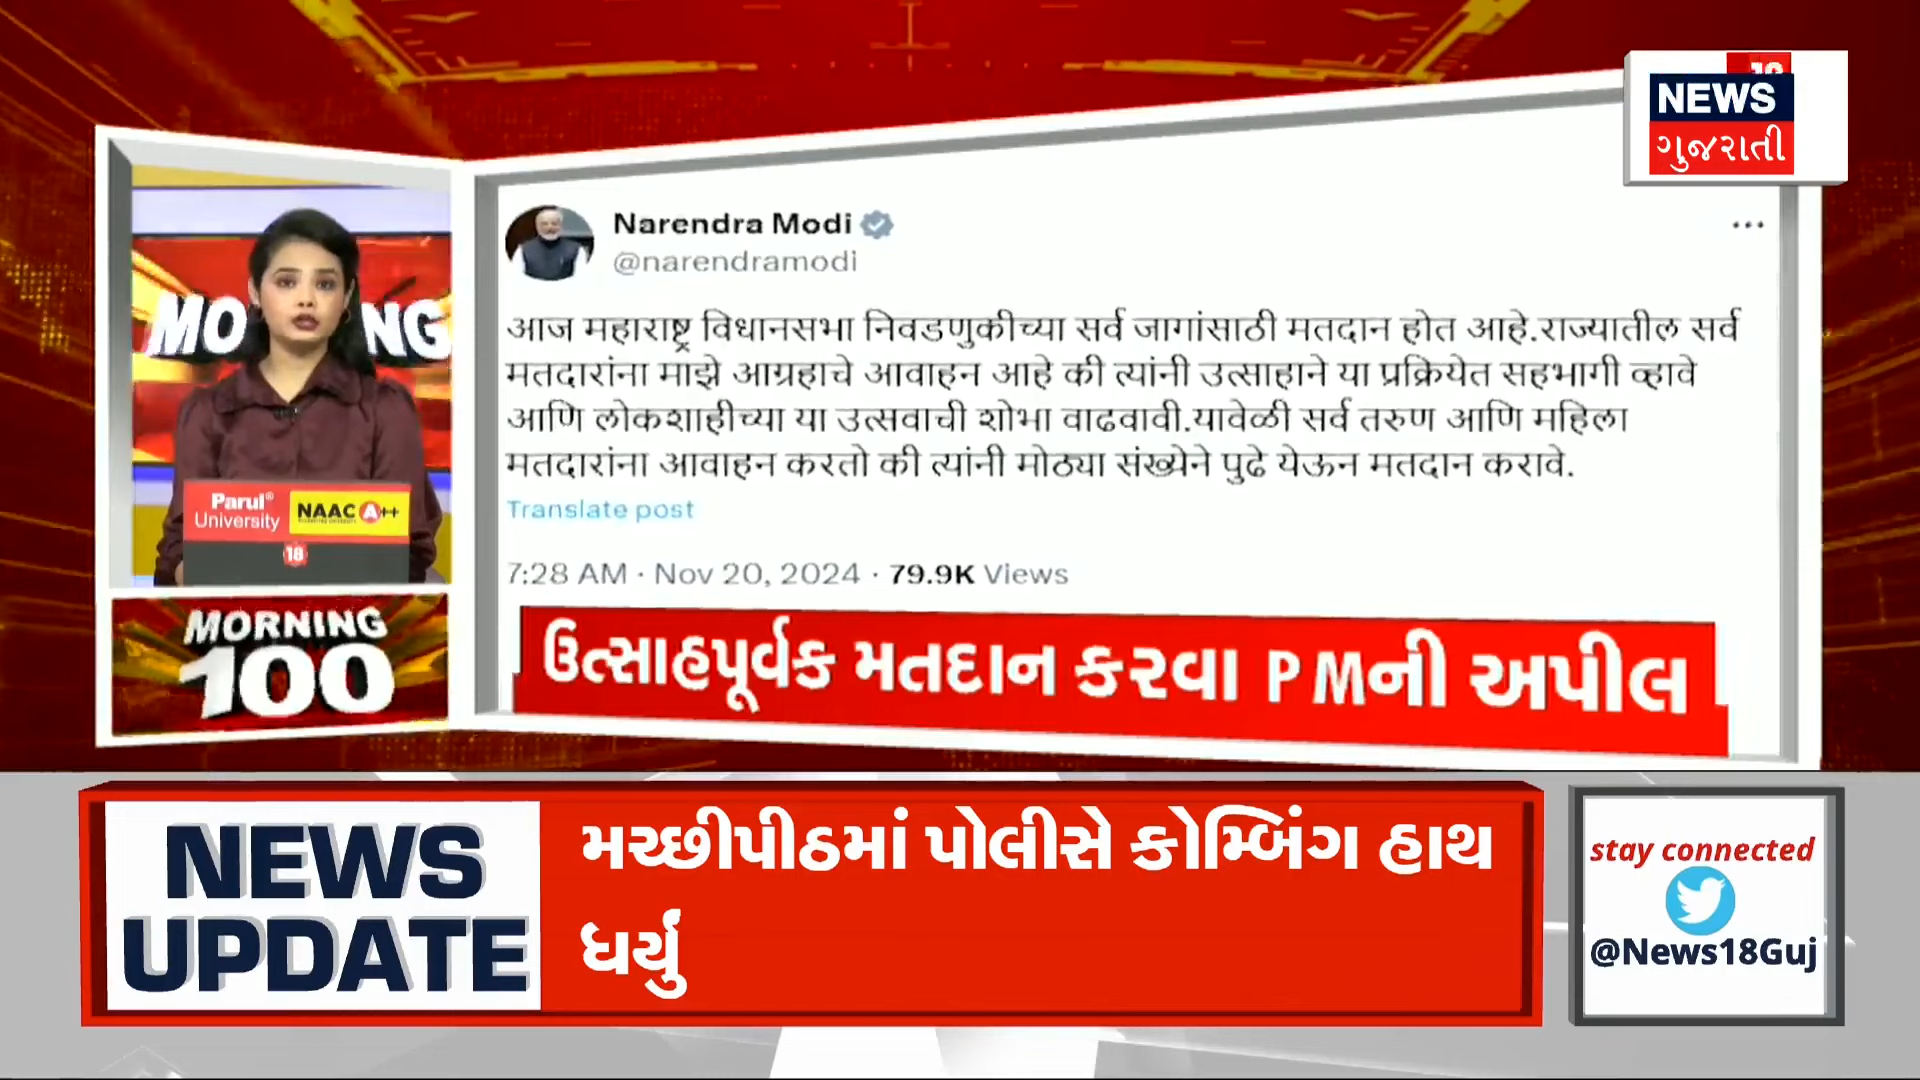 18
NEWS
ગુજરાતી
Narendra Modi
@narendramodi
आज महाराष्ट्र विधानसभा निवडणुकीच्या सर्व जागांसाठी मतदान होत आहे.राज्यातील सर्व
मतदारांना माझे आग्रहाचे आवाहन आहे की त्यांनी उत्साहाने या प्रक्रियेत सहभागी व्हावे
आणि लोकशाहीच्या या उत्सवाची शोभा वाढवावी.यावेळी सर्व तरुण आणि महिला
मतदारांना आवाहन करतो की त्यांनी मोठ्या संख्येने पुढे येऊन मतदान करावे.
Translate post
7:28 AM · Nov 20, 2024 · 79.9K Views
ઉત્સાહપૂર્વક મતદાન કરવા PMની અપીલ
MO NG
Parul®
University
NAAC A++
18
MORNING
100
NEWS
UPDATE
મચ્છીપીઠમાં પોલીસે કોમ્બિંગ હાથ
ધર્યું
stay connected
@News18Guj